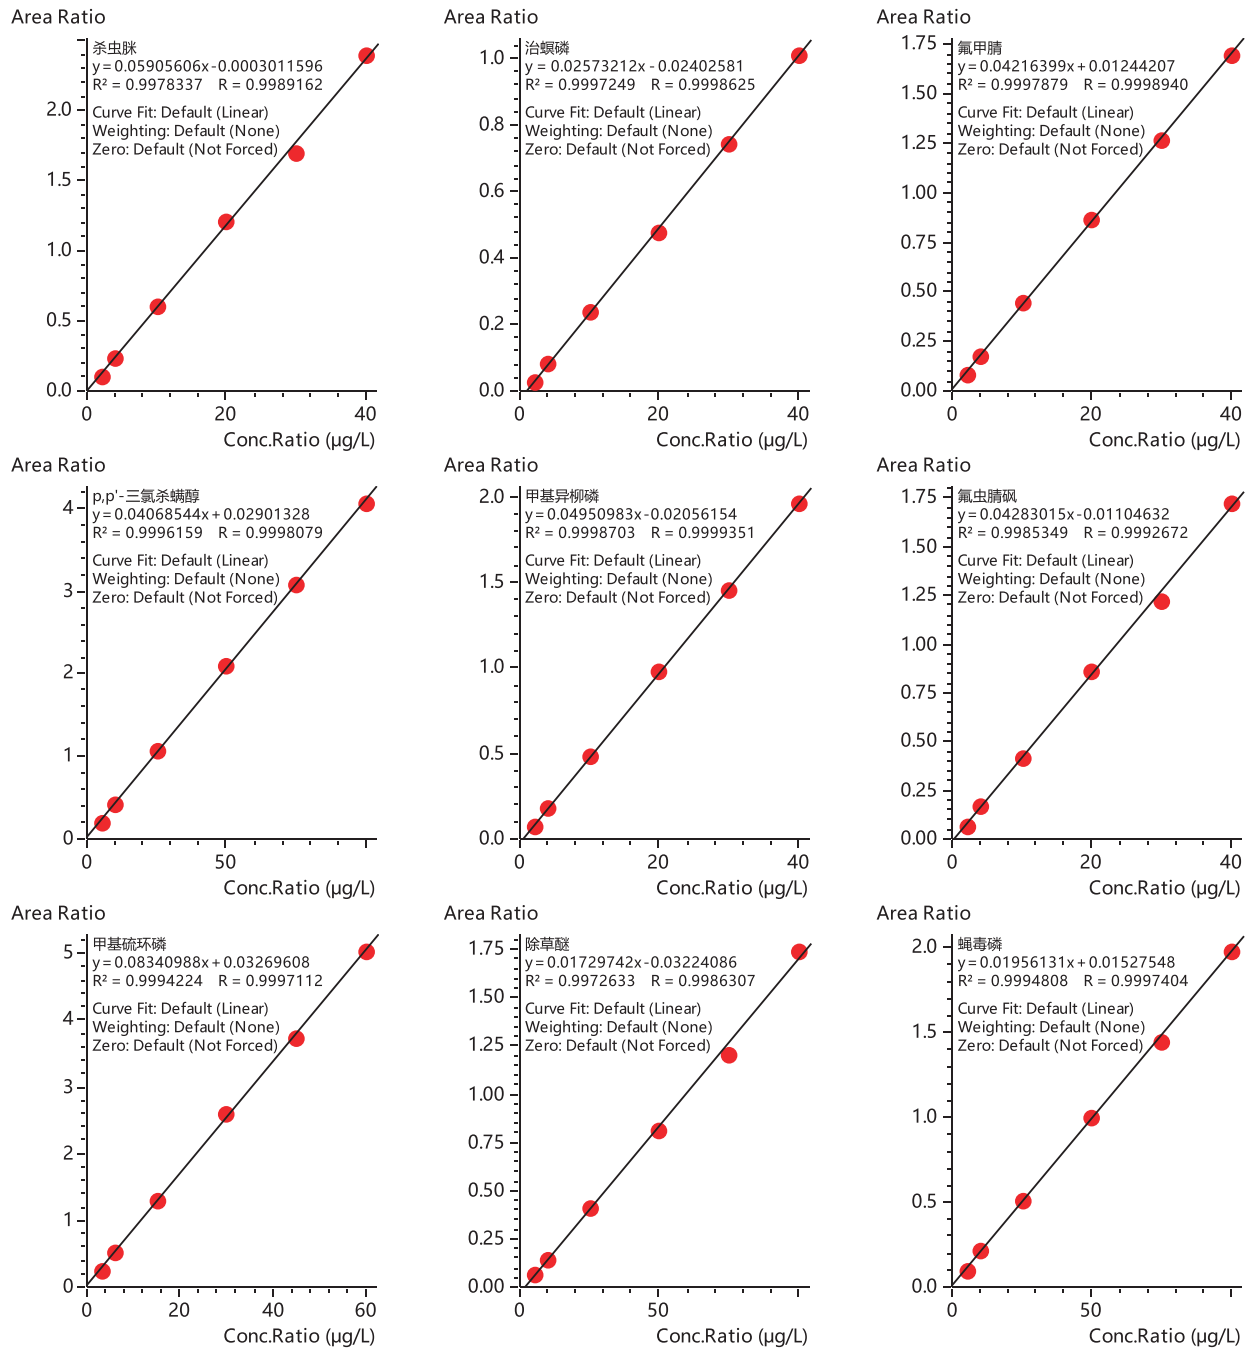 Area Ratio
杀虫脒
y = 0.05905606x - 0.0003011596
R² = 0.9978337 R = 0.9989162
Curve Fit: Default (Linear)
Weighting: Default (None)
Zero: Default (Not Forced)
2.0
1.5
1.0
0.5
0.0
0 20 40
Conc.Ratio (μg/L)
Area Ratio
治螟磷
y = 0.02573212x - 0.02402581
R² = 0.9997249 R = 0.9998625
Curve Fit: Default (Linear)
Weighting: Default (None)
Zero: Default (Not Forced)
1.0
0.8
0.6
0.4
0.2
0.0
0 20 40
Conc.Ratio (μg/L)
Area Ratio
氟甲腈
y = 0.04216399x + 0.01244207
R² = 0.9997879 R = 0.9998940
Curve Fit: Default (Linear)
Weighting: Default (None)
Zero: Default (Not Forced)
1.75
1.50
1.25
1.00
0.75
0.50
0.25
0.00
0 20 40
Conc.Ratio (μg/L)
Area Ratio
p,p'-三氯杀螨醇
y = 0.04068544x + 0.02901328
R² = 0.9996159 R = 0.9998079
Curve Fit: Default (Linear)
Weighting: Default (None)
Zero: Default (Not Forced)
4
3
2
1
0
0 50
Conc.Ratio (μg/L)
Area Ratio
甲基异柳磷
y = 0.04950983x - 0.02056154
R² = 0.9998703 R = 0.9999351
Curve Fit: Default (Linear)
Weighting: Default (None)
Zero: Default (Not Forced)
2.0
1.5
1.0
0.5
0.0
0 20 40
Conc.Ratio (μg/L)
Area Ratio
氟虫腈砜
y = 0.04283015x - 0.01104632
R² = 0.9985349 R = 0.9992672
Curve Fit: Default (Linear)
Weighting: Default (None)
Zero: Default (Not Forced)
1.75
1.50
1.25
1.00
0.75
0.50
0.25
0.00
0 20 40
Conc.Ratio (μg/L)
Area Ratio
甲基硫环磷
y = 0.08340988x + 0.03269608
R² = 0.9994224 R = 0.9997112
Curve Fit: Default (Linear)
Weighting: Default (None)
Zero: Default (Not Forced)
5
4
3
2
1
0
0 20 40 60
Conc.Ratio (μg/L)
Area Ratio
除草醚
y = 0.01729742x - 0.03224086
R² = 0.9972633 R = 0.9986307
Curve Fit: Default (Linear)
Weighting: Default (None)
Zero: Default (Not Forced)
1.75
1.50
1.25
1.00
0.75
0.50
0.25
0.00
0 50
Conc.Ratio (μg/L)
Area Ratio
蝇毒磷
y = 0.01956131x + 0.01527548
R² = 0.9994808 R = 0.9997404
Curve Fit: Default (Linear)
Weighting: Default (None)
Zero: Default (Not Forced)
2.0
1.5
1.0
0.5
0.0
0 50
Conc.Ratio (μg/L)